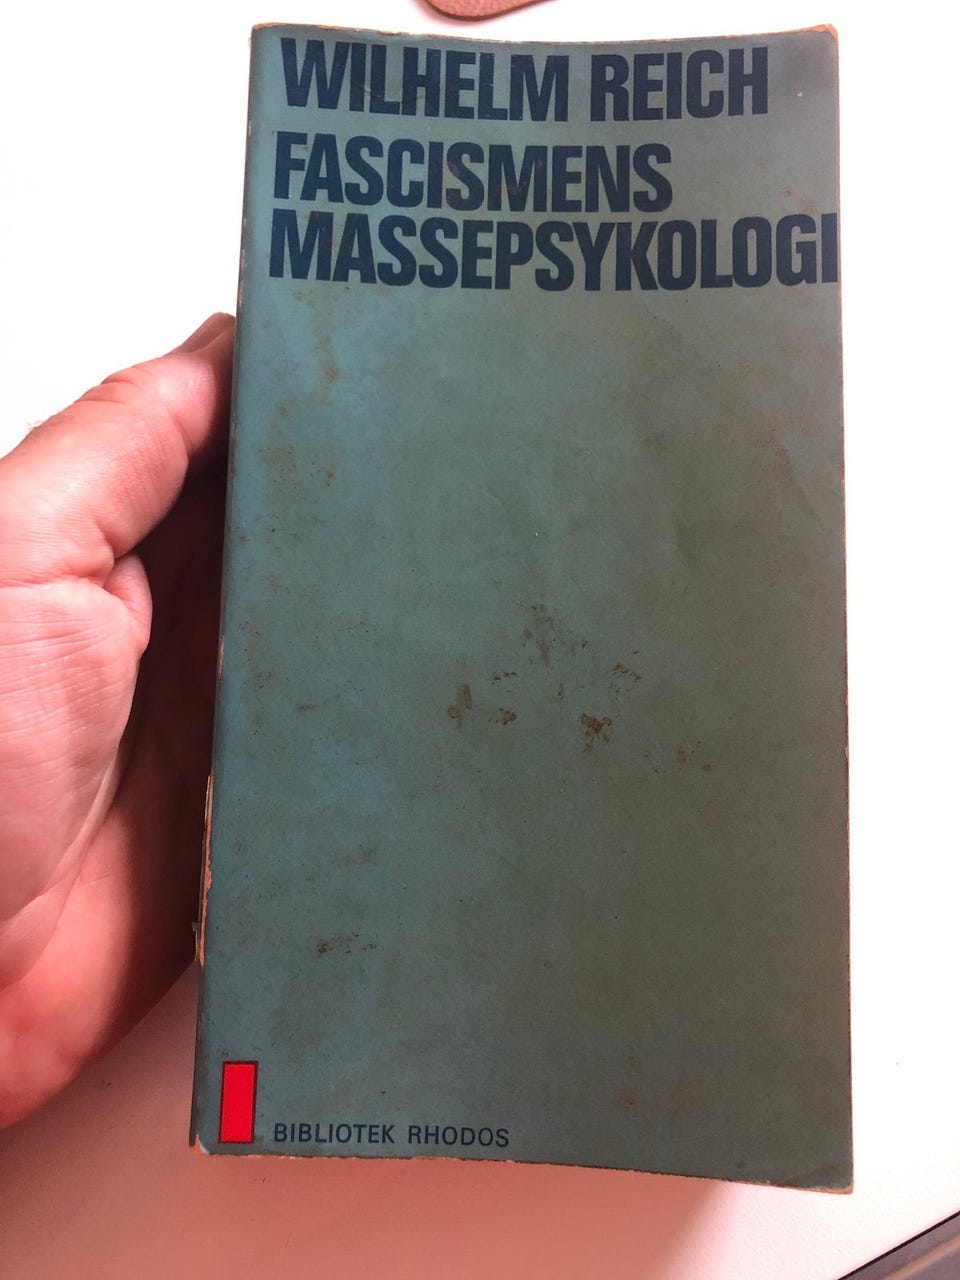 WILHELM REICH
FASCISMENS
MASSEPSYKOLOGI
BIBLIOTEK RHODOS